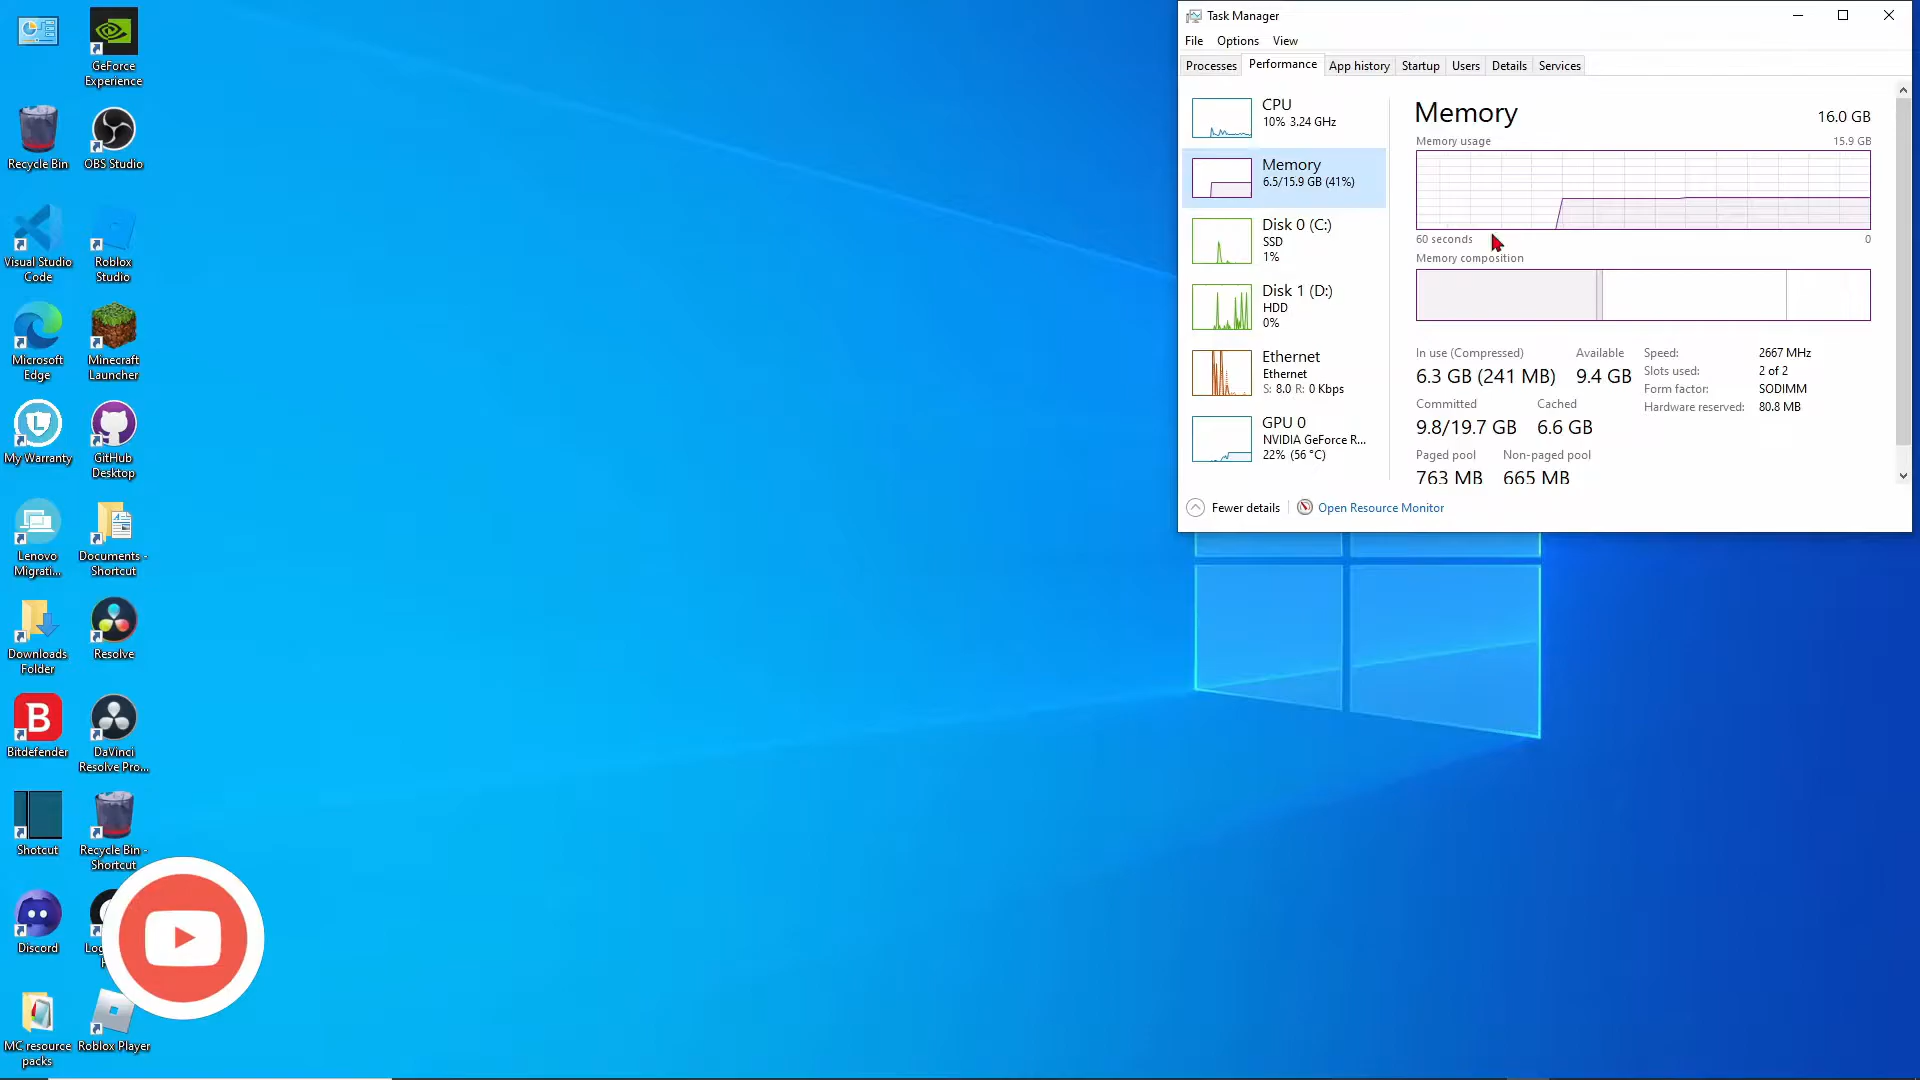 GeForce
Experience
Recycle Bin
OBS Studio
Visual Studio
Code
Roblox
Studio
Microsoft
Edge
Minecraft
Launcher
My Warranty
GitHub
Desktop
Lenovo
Migrati...
Documents -
Shortcut
Downloads
Folder
Resolve
B
Bitdefender
DaVinci
Resolve Pro...
Shotcut
Recycle Bin -
Shortcut
Discord
MC resource
packs
Roblox Player
Task Manager
File Options View
Processes Performance App history Startup Users Details Services
CPU
10% 3.24 GHz
Memory
6.5/15.9 GB (41%)
Disk 0 (C:)
SSD
1%
Disk 1 (D:)
HDD
0%
Ethernet
Ethernet
S: 8.0 R: 0 Kbps
GPU 0
NVIDIA GeForce R...
22% (56 °C)
Memory 16.0 GB
Memory usage 15.9 GB
60 seconds 0
Memory composition
In use (Compressed) Available
6.3 GB (241 MB) 9.4 GB
Committed Cached
9.8/19.7 GB 6.6 GB
Paged pool Non-paged pool
763 MB 665 MB
Speed: 2667 MHz
Slots used: 2 of 2
Form factor: SODIMM
Hardware reserved: 80.8 MB
Fewer details Open Resource Monitor